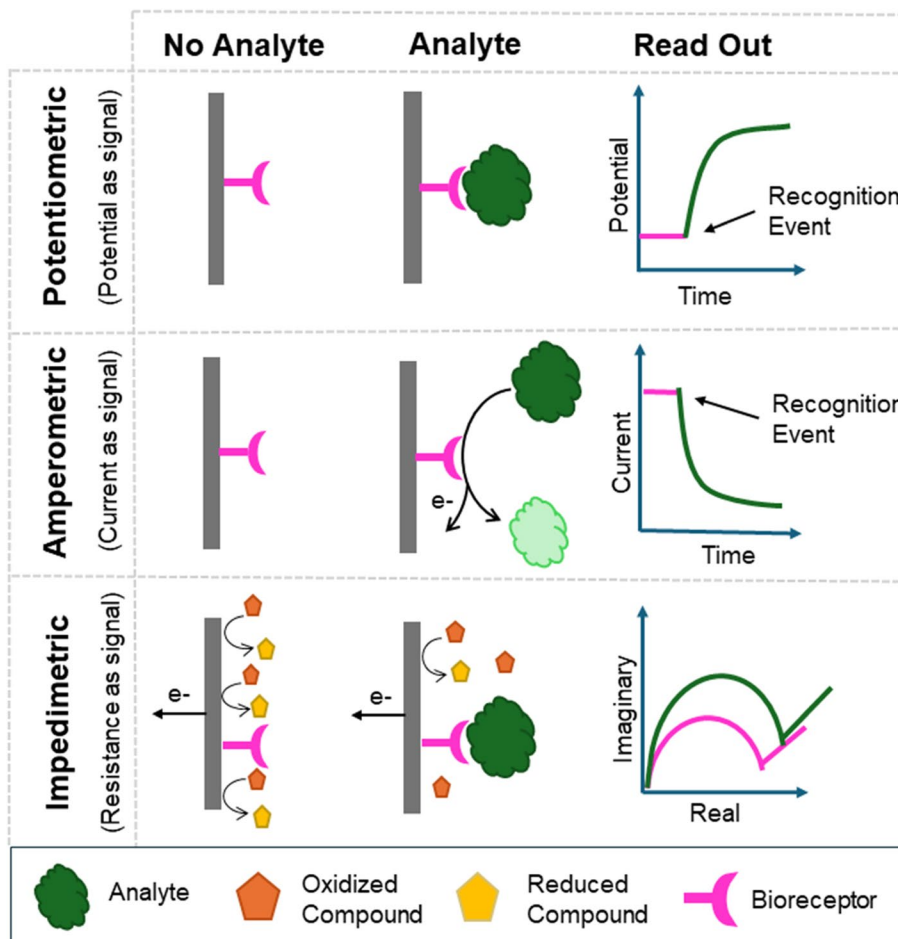 No Analyte
Analyte
Read Out
Potentiometric
(Potential as signal)
Potential
Recognition
Event
Time
Amperometric
(Current as signal)
e-
Current
Recognition
Event
Time
Impedimetric
(Resistance as signal)
e-
e-
Imaginary
Real
Analyte
Oxidized
Compound
Reduced
Compound
Bioreceptor